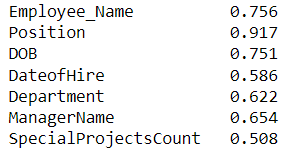 Employee_Name 0.756
Position 0.917
DOB 0.751
DateofHire 0.586
Department 0.622
ManagerName 0.654
SpecialProjectsCount 0.508